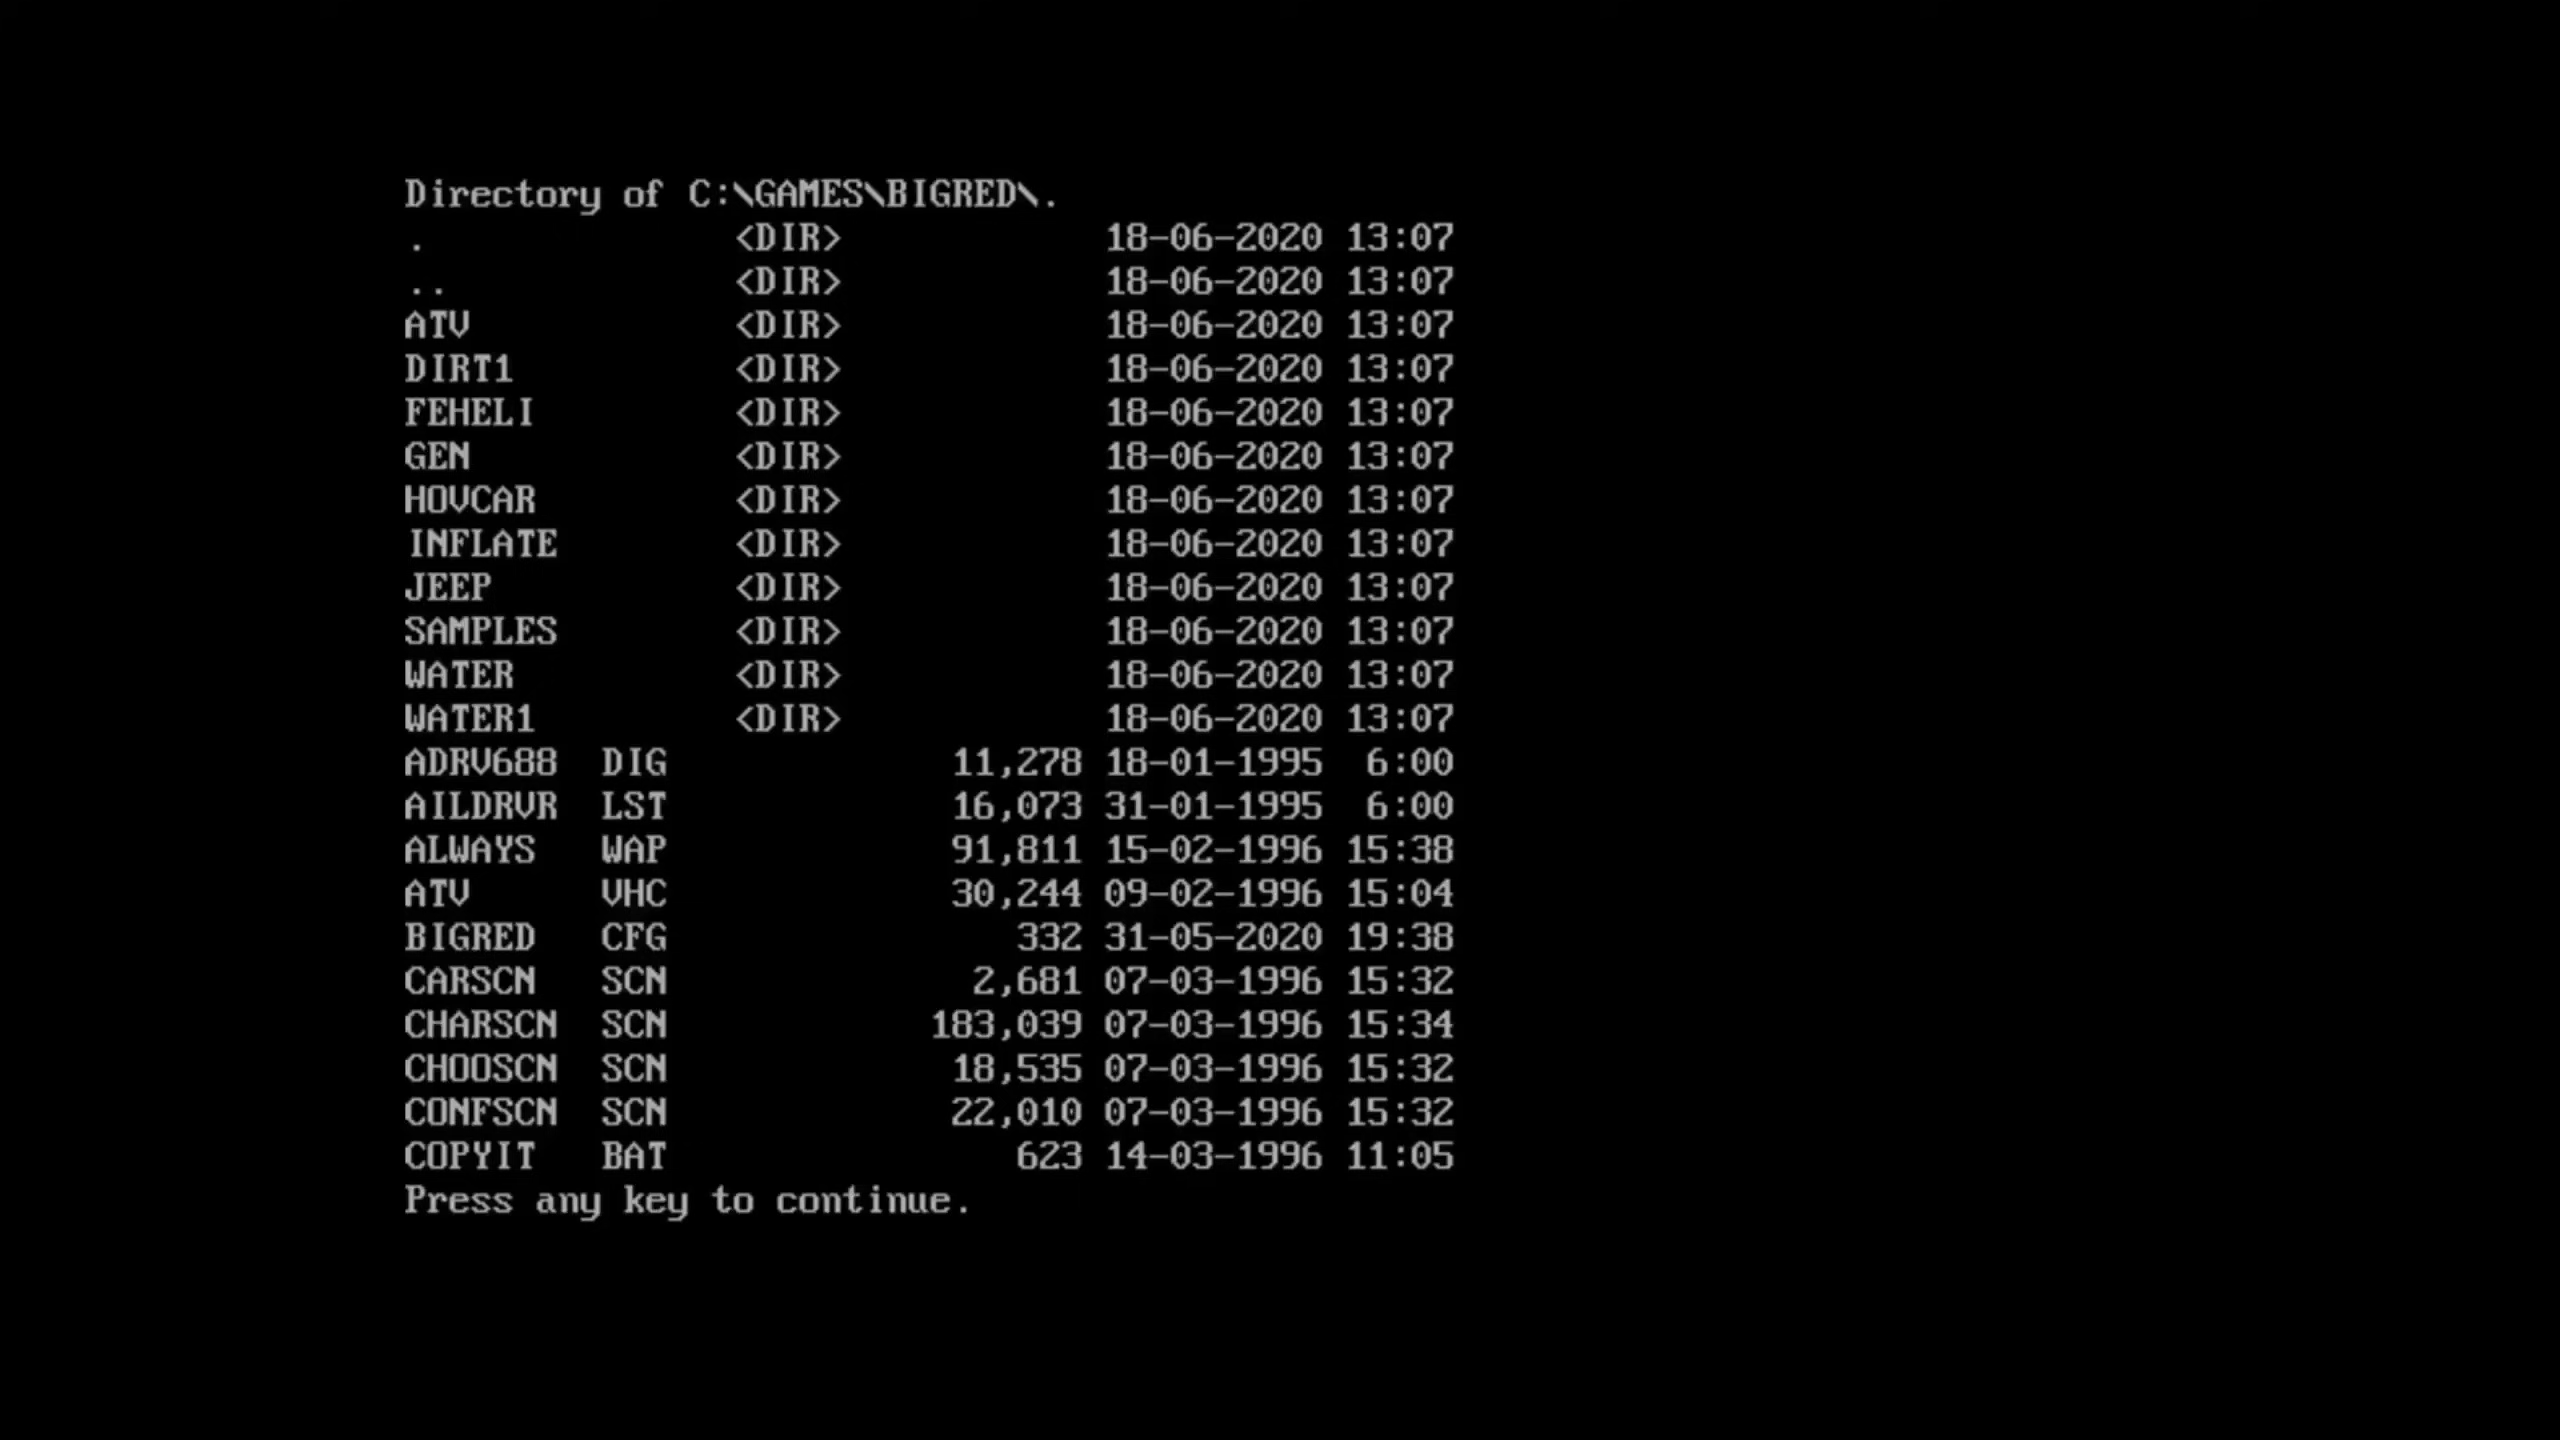 Directory of C:\GAMES\BIGRED\.
. <DIR> 18-06-2020 13:07
.. <DIR> 18-06-2020 13:07
ATV <DIR> 18-06-2020 13:07
DIRT1 <DIR> 18-06-2020 13:07
FEHELI <DIR> 18-06-2020 13:07
GEN <DIR> 18-06-2020 13:07
HOVCAR <DIR> 18-06-2020 13:07
INFLATE <DIR> 18-06-2020 13:07
JEEP <DIR> 18-06-2020 13:07
SAMPLES <DIR> 18-06-2020 13:07
WATER <DIR> 18-06-2020 13:07
WATER1 <DIR> 18-06-2020 13:07
ADRV688 DIG 11,278 18-01-1995 6:00
AILDRVR LST 16,073 31-01-1995 6:00
ALWAYS WAP 91,811 15-02-1996 15:38
ATV VHC 30,244 09-02-1996 15:04
BIGRED CFG 332 31-05-2020 19:38
CARSCN SCN 2,681 07-03-1996 15:32
CHARSCN SCN 183,039 07-03-1996 15:34
CHOOSCN SCN 18,535 07-03-1996 15:32
CONFSCN SCN 22,010 07-03-1996 15:32
COPYIT BAT 623 14-03-1996 11:05
Press any key to continue.